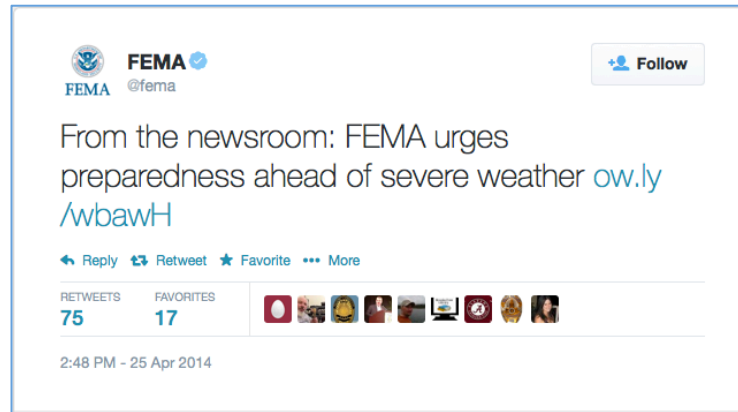 FEMA
@fema
FEMA
Follow
From the newsroom: FEMA urges
preparedness ahead of severe weather ow.ly
/wbawH
Reply Retweet Favorite ••• More
RETWEETS FAVORITES
75 17
2:48 PM - 25 Apr 2014